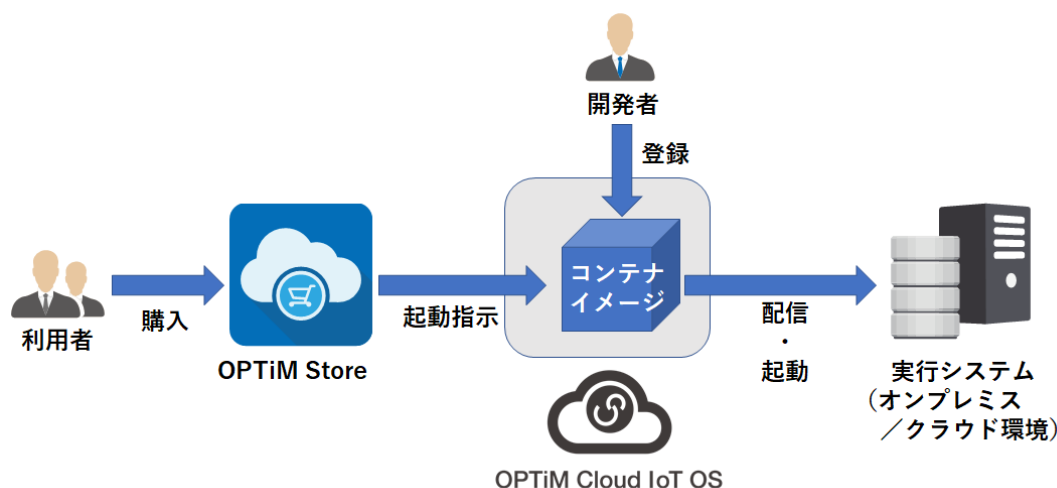 開発者
登録
コンテナ
イメージ
利用者
購入
OPTiM Store
起動指示
配信
・
起動
実行システム
(オンプレミス
／クラウド環境)
OPTiM Cloud IoT OS